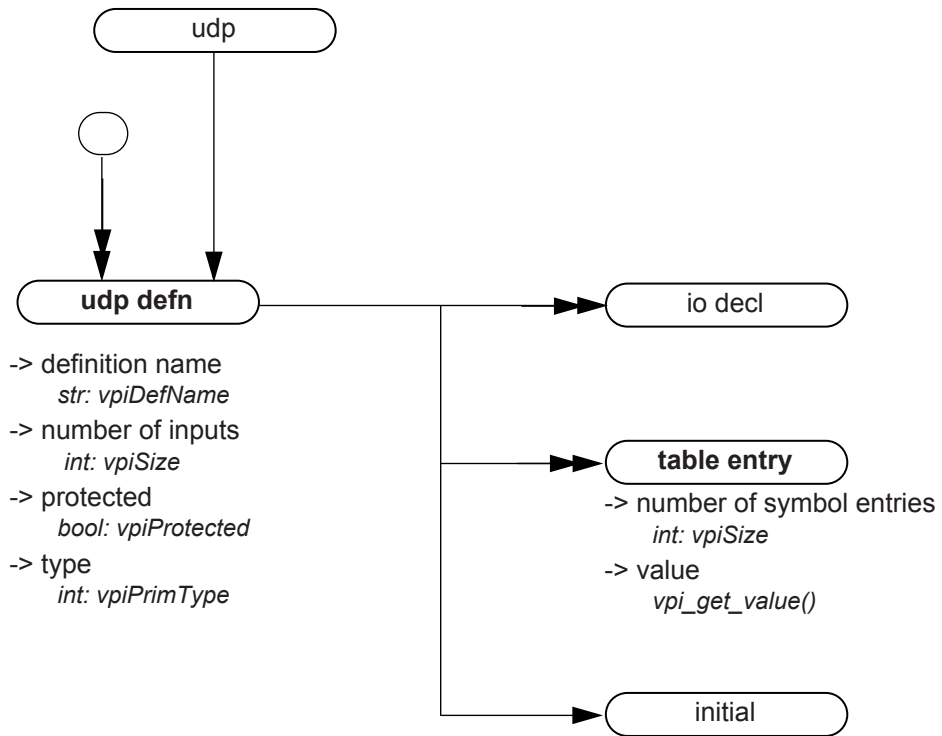 udp
udp defn
-> definition name
str: vpiDefName
-> number of inputs
int: vpiSize
-> protected
bool: vpiProtected
-> type
int: vpiPrimType
io decl
table entry
-> number of symbol entries
int: vpiSize
-> value
vpi_get_value()
initial